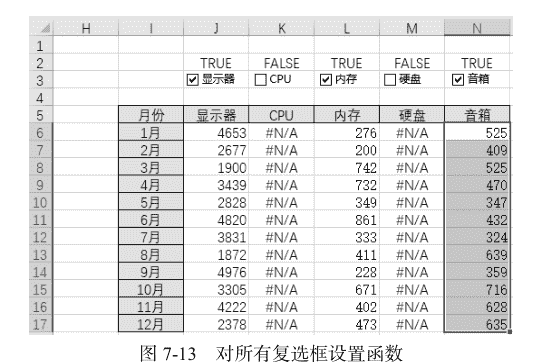 H I J K L M N
1
2 TRUE FALSE TRUE FALSE TRUE
3 显示器 CPU 内存 硬盘 音箱
4
5 月份 显示器 CPU 内存 硬盘 音箱
6 1月 4653 #N/A 276 #N/A 525
7 2月 2677 #N/A 200 #N/A 409
8 3月 1900 #N/A 742 #N/A 525
9 4月 3439 #N/A 732 #N/A 470
10 5月 2828 #N/A 349 #N/A 347
11 6月 4820 #N/A 861 #N/A 432
12 7月 3831 #N/A 333 #N/A 324
13 8月 1872 #N/A 411 #N/A 639
14 9月 4976 #N/A 228 #N/A 359
15 10月 3305 #N/A 671 #N/A 716
16 11月 4222 #N/A 402 #N/A 628
17 12月 2378 #N/A 473 #N/A 635
图 7-13 对所有复选框设置函数